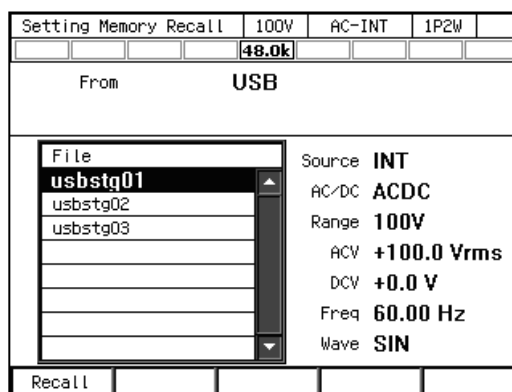 Setting Memory Recall 100V AC-INT 1P2W
48.0k
From USB
File
usbstg01
usbstg02
usbstg03
Source INT
AC/DC ACDC
Range 100V
ACV +100.0 Vrms
DCV +0.0 V
Freq 60.00 Hz
Wave SIN
Recall